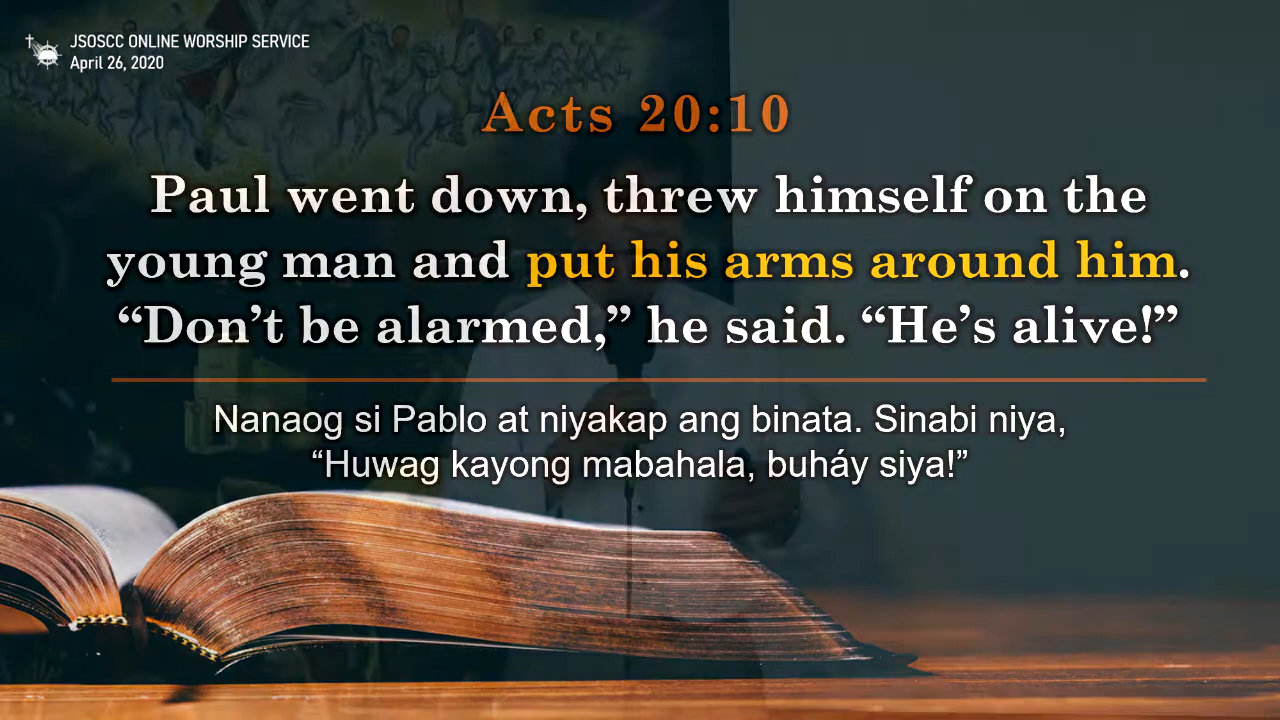 JSOSCC ONLINE WORSHIP SERVICE
April 26, 2020
Acts 20:10
Paul went down, threw himself on the
young man and put his arms around him.
“Don’t be alarmed,” he said. “He’s alive!”
Nanaog si Pablo at niyakap ang binata. Sinabi niya,
“Huwag kayong mabahala, buháy siya!”